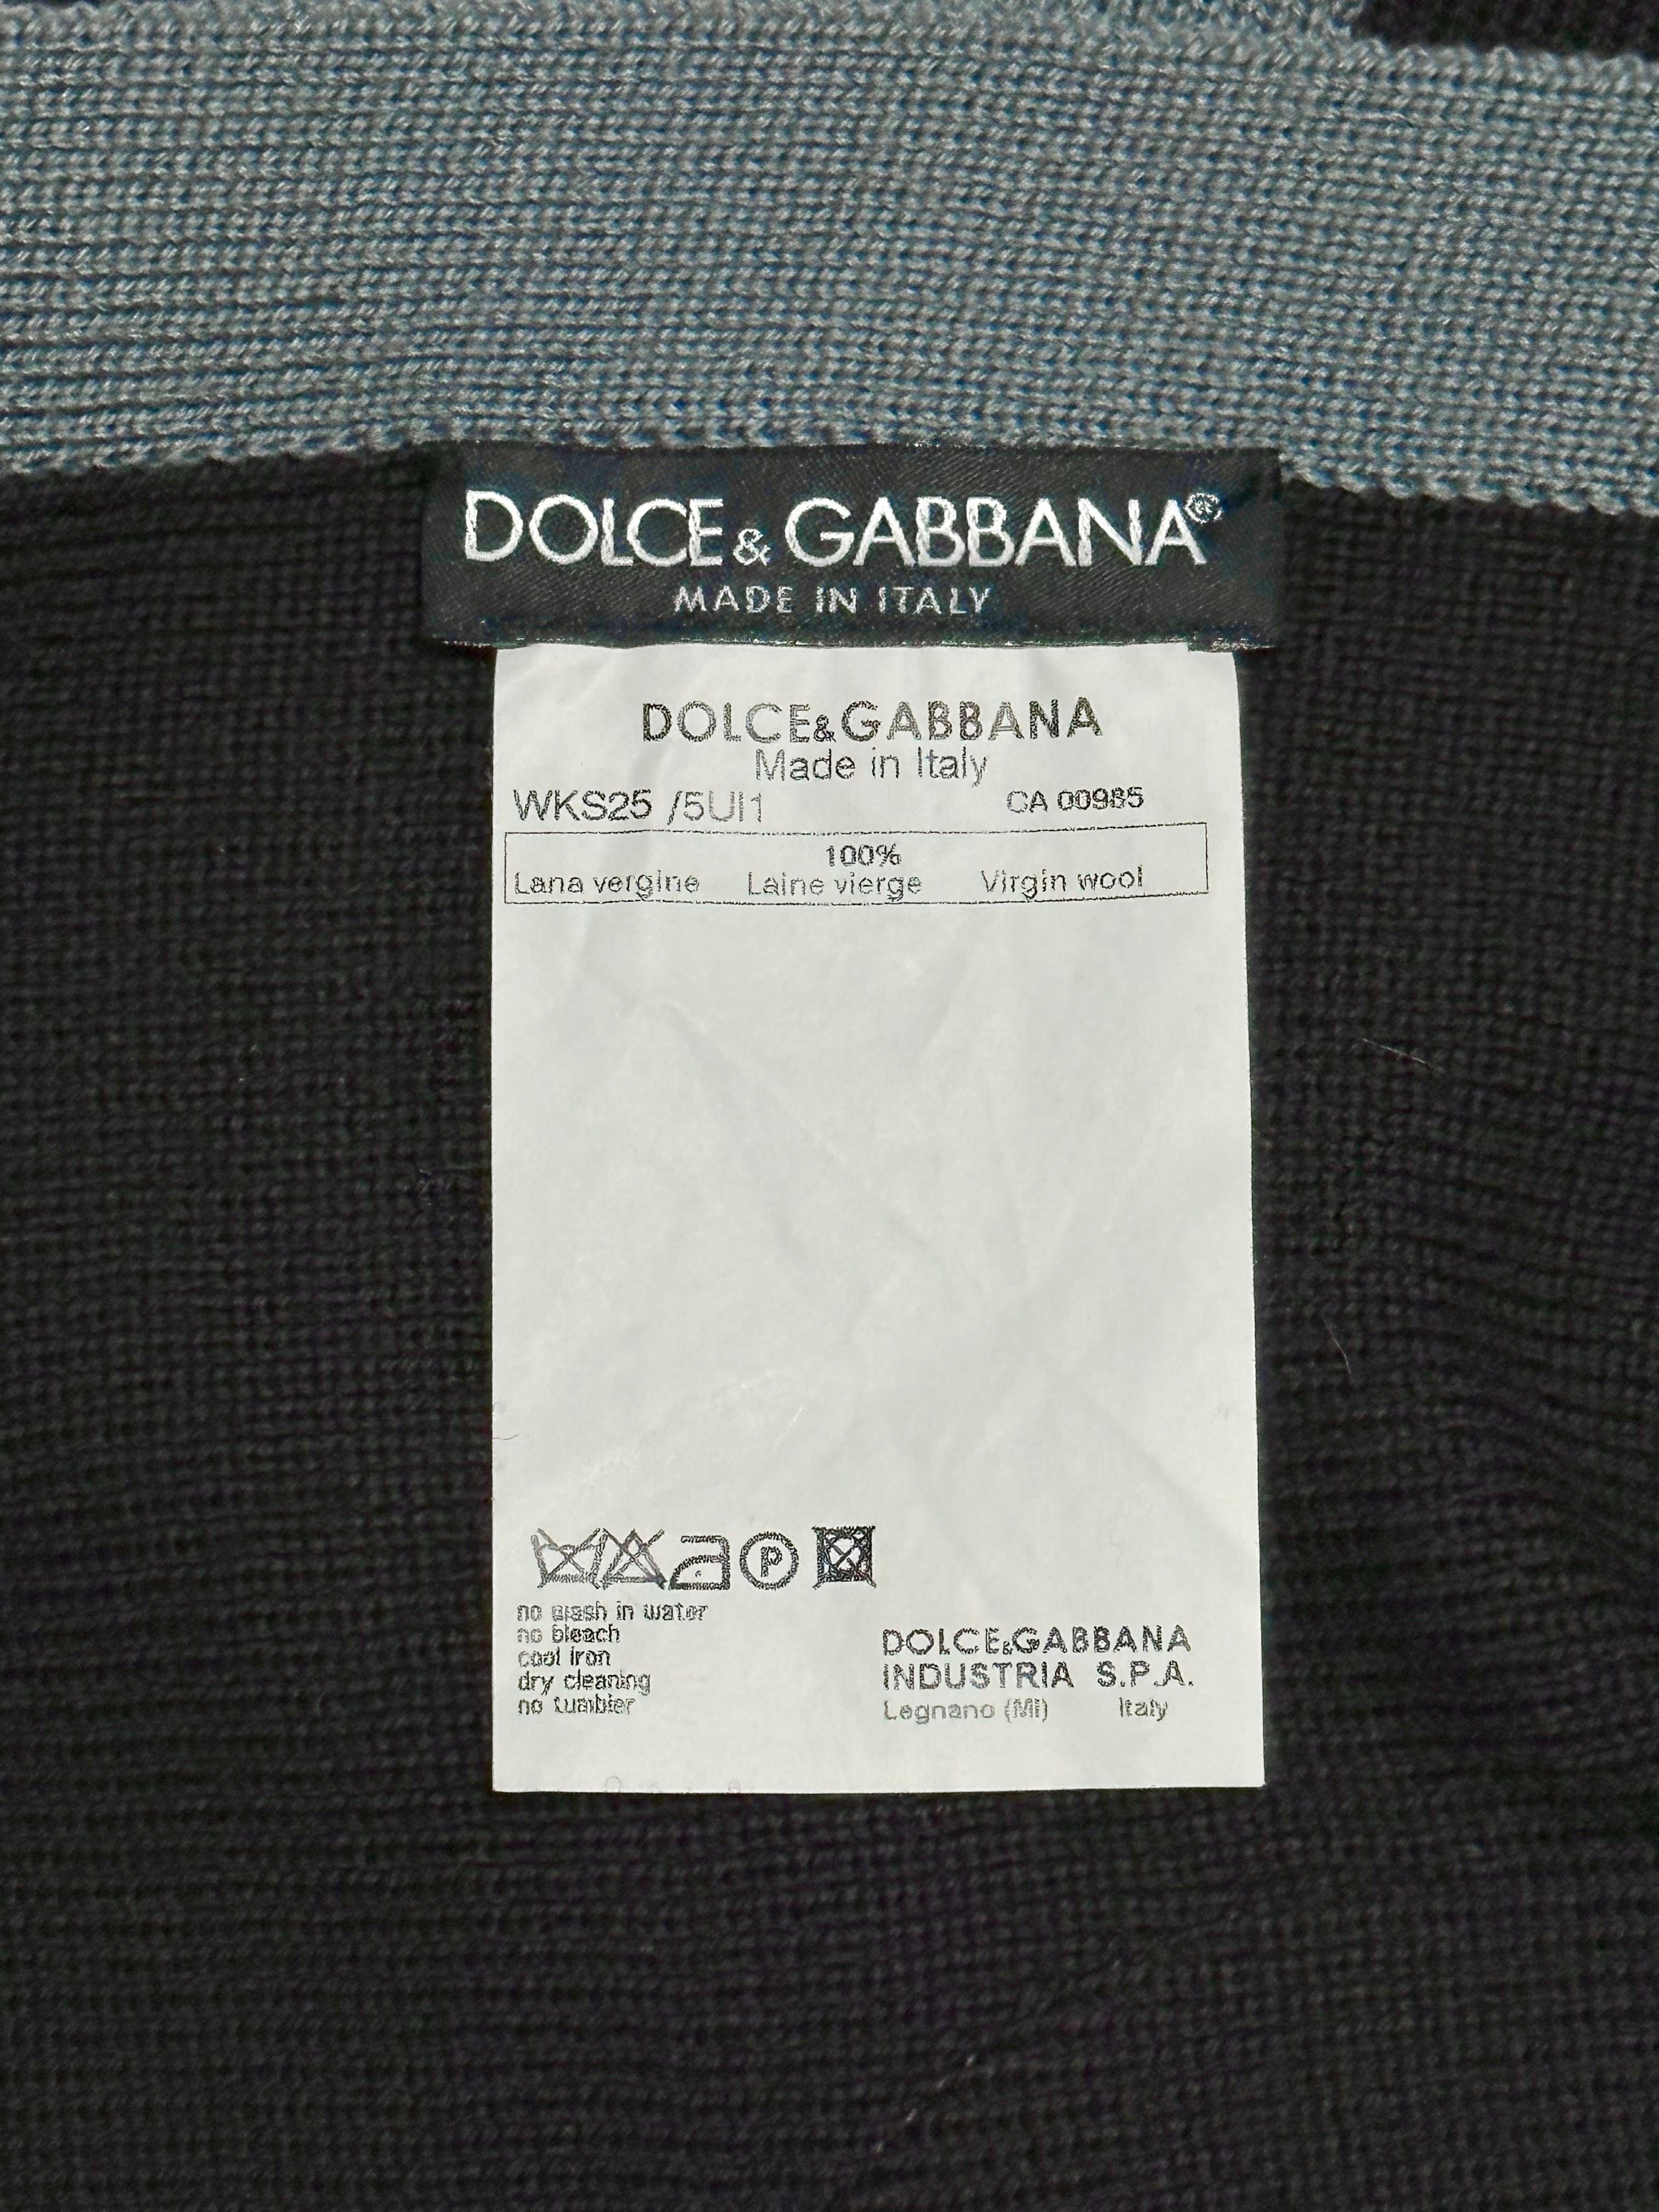 DOLCE & GABBANA®
MADE IN ITALY
DOLCE&GABBANA
Made in Italy
WKS25 /5UI1 CA 00985
100%
Lana vergine Laine vierge Virgin wool
P
no wash in water
no bleach
cool iron
dry cleaning
no tumbler
DOLCE&GABBANA
INDUSTRIA S.P.A.
Legnano (MI) Italy